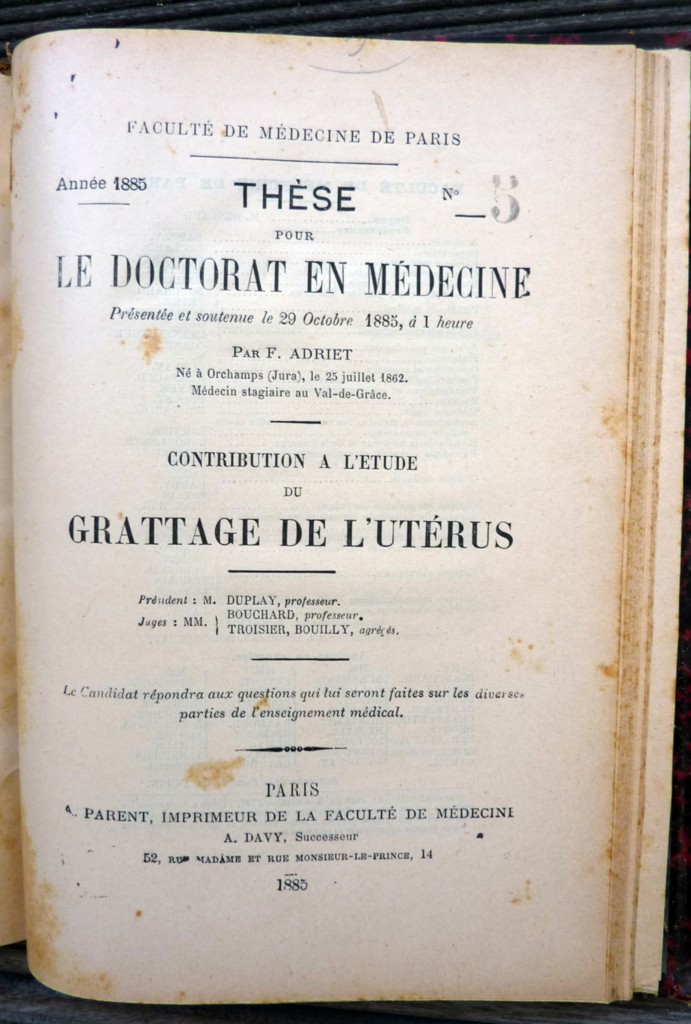 FACULTÉ DE MÉDECINE DE PARIS
Année 1885 THÈSE N° 5
POUR
LE DOCTORAT EN MÉDECINE
Présentée et soutenue le 29 Octobre 1885, à 1 heure
PAR F. ADRIET
Né à Orchamps (Jura), le 25 juillet 1862.
Médecin stagiaire au Val-de-Grâce.
CONTRIBUTION A L'ETUDE
DU
GRATTAGE DE L'UTÉRUS
Président : M. DUPLAY, professeur.
Juges : MM. } BOUCHARD, professeur.
TROISIER, BOUILLY, agrégés.
Le Candidat répondra aux questions qui lui seront faites sur les diverses
parties de l'enseignement médical.
PARIS
A. PARENT, IMPRIMEUR DE LA FACULTÉ DE MÉDECINE
A. DAVY, Successeur
52, RUE MADAME ET RUE MONSIEUR-LE-PRINCE, 14
1885